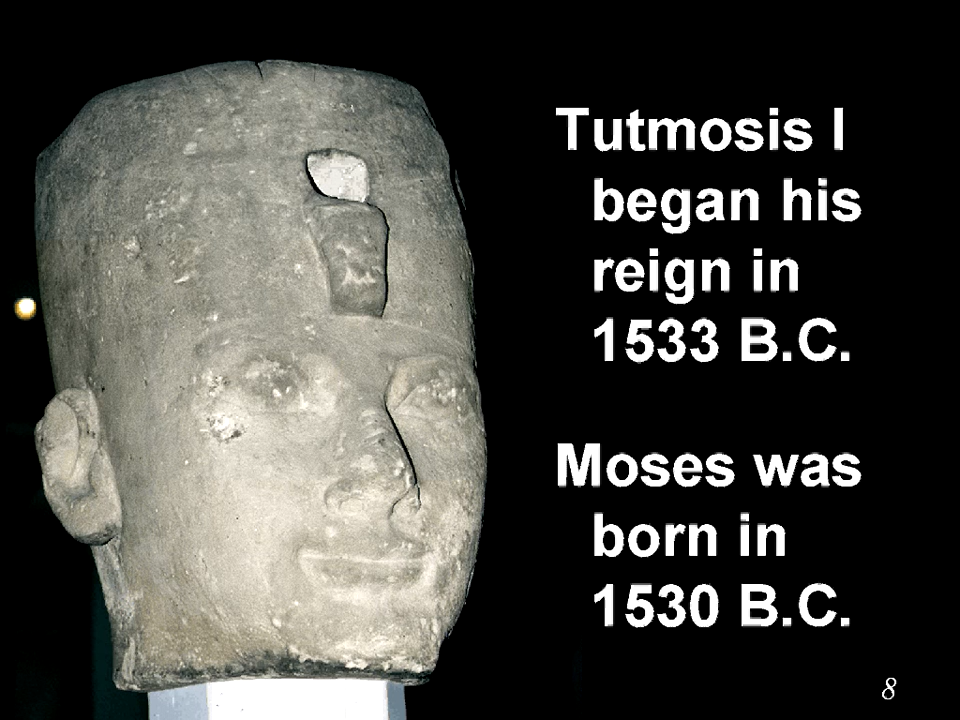 Tutmosis I
began his
reign in
1533 B.C.
Moses was
born in
1530 B.C.
8